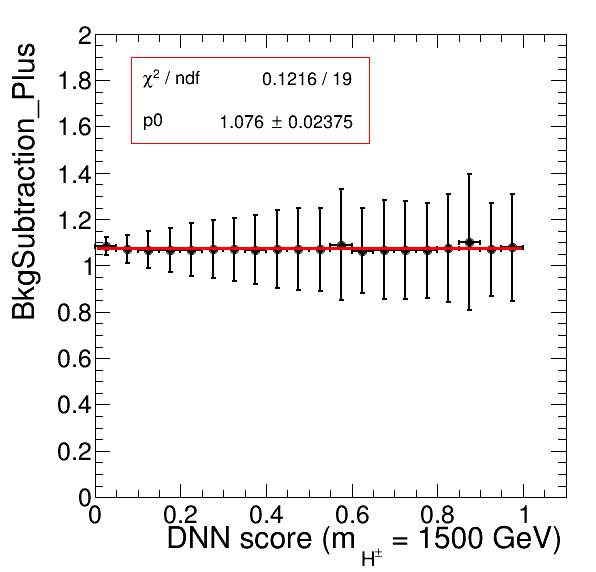 BkgSubtraction_Plus
2
1.8
1.6
1.4
1.2
1
0.8
0.6
0.4
0.2
0
χ² / ndf 0.1216 / 19
p0 1.076 ± 0.02375
0 0.2 0.4 0.6 0.8 1
DNN score (m_H± = 1500 GeV)